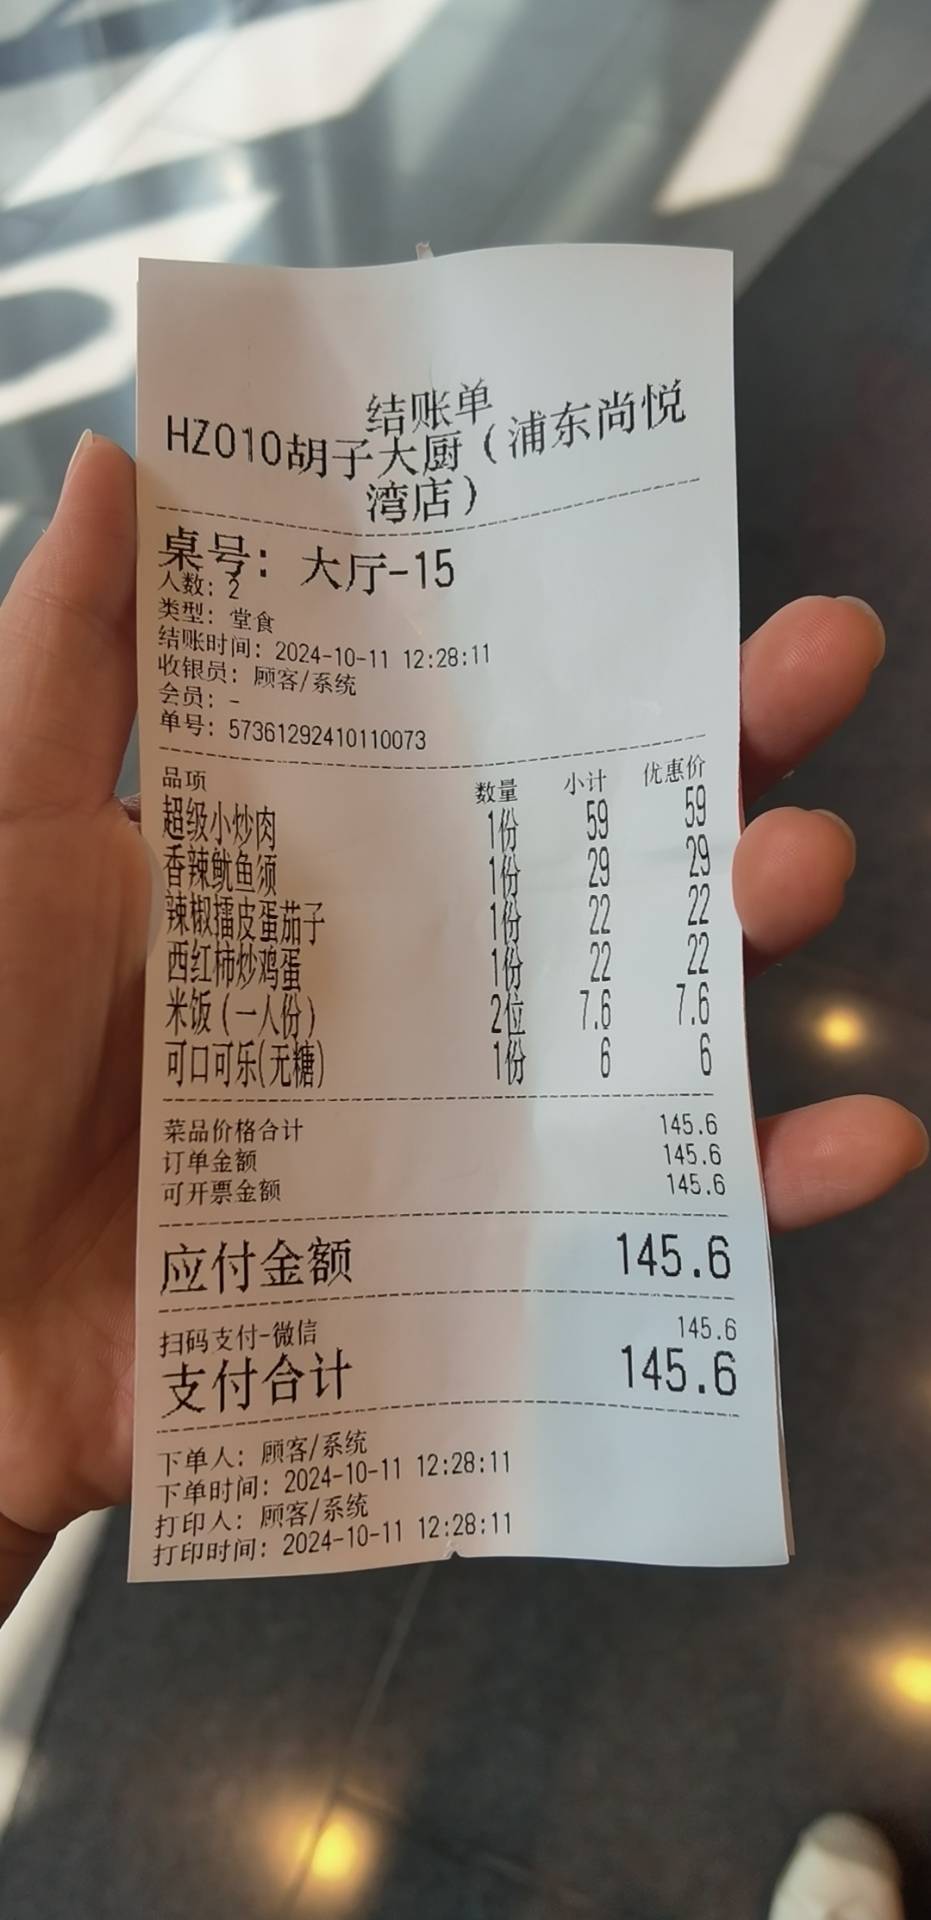 结账单
HZ010胡子大厨（浦东尚悦
湾店）
桌号：大厅-15
人数：2
类型：堂食
结账时间：2024-10-11 12:28:11
收银员：顾客/系统
会员：-
单号：57361292410110073
品项 数量 小计 优惠价
超级小炒肉 1份 59 59
香辣鱿鱼须 1份 29 29
辣椒擂皮蛋茄子 1份 22 22
西红柿炒鸡蛋 1份 22 22
米饭（一人份） 2位 7.6 7.6
可口可乐(无糖) 1份 6 6
菜品价格合计 145.6
订单金额 145.6
可开票金额 145.6
应付金额 145.6
扫码支付-微信 145.6
支付合计 145.6
下单人：顾客/系统
下单时间：2024-10-11 12:28:11
打印人：顾客/系统
打印时间：2024-10-11 12:28:11